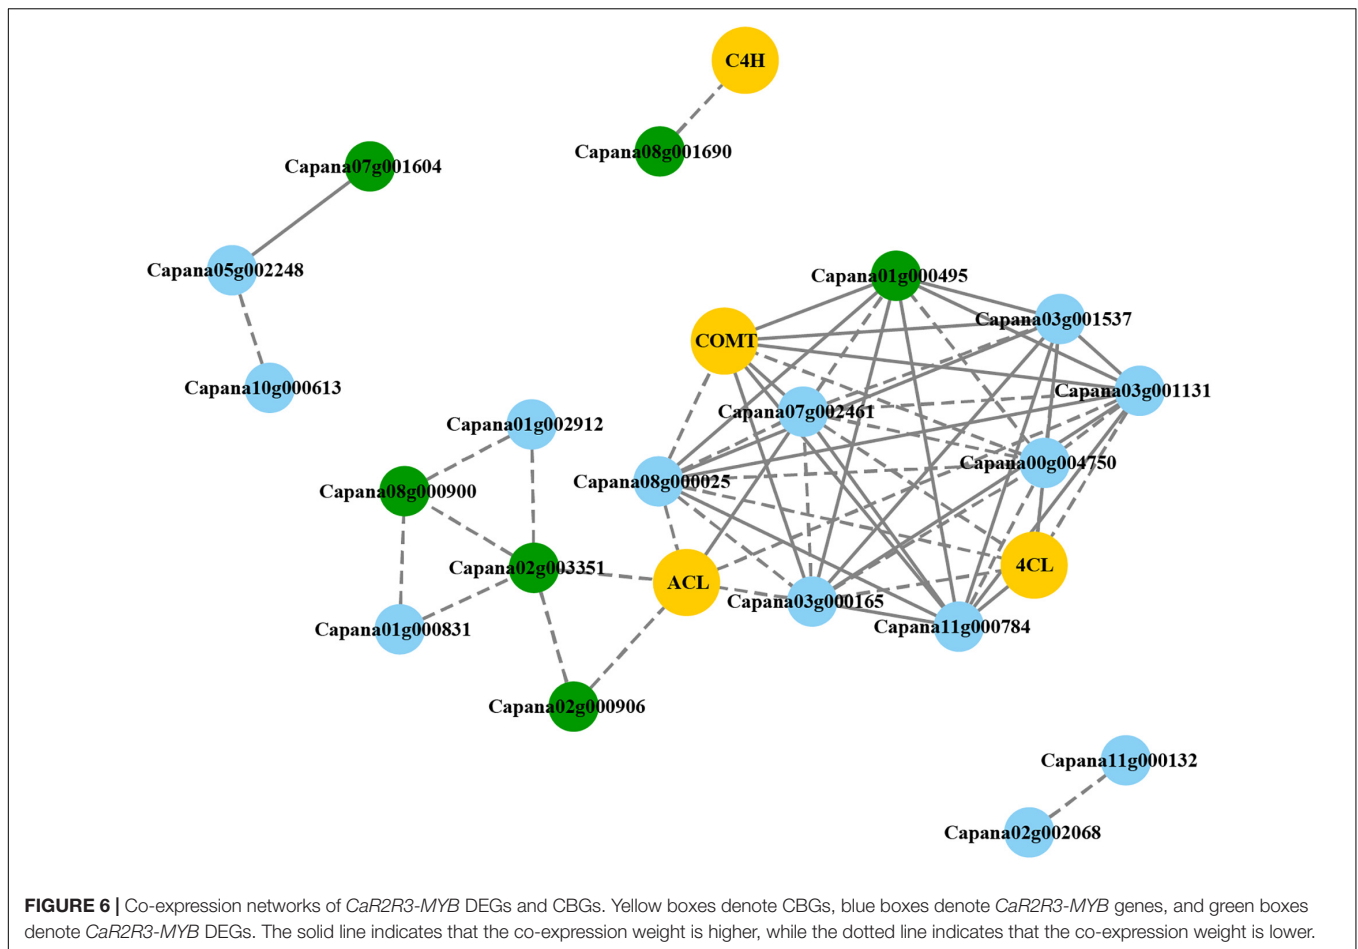 C4H
Capana08g001690
Capana07g001604
Capana05g002248
Capana01g000495
Capana03g001537
COMT
Capana10g000613
Capana03g001131
Capana07g002461
Capana01g002912
Capana00g004750
Capana08g000025
Capana08g000900
Capana02g003351
4CL
ACL
Capana03g000165
Capana11g000784
Capana01g000831
Capana02g000906
Capana11g000132
Capana02g002068
FIGURE 6 | Co-expression networks of CaR2R3-MYB DEGs and CBGs. Yellow boxes denote CBGs, blue boxes denote CaR2R3-MYB genes, and green boxes
denote CaR2R3-MYB DEGs. The solid line indicates that the co-expression weight is higher, while the dotted line indicates that the co-expression weight is lower.